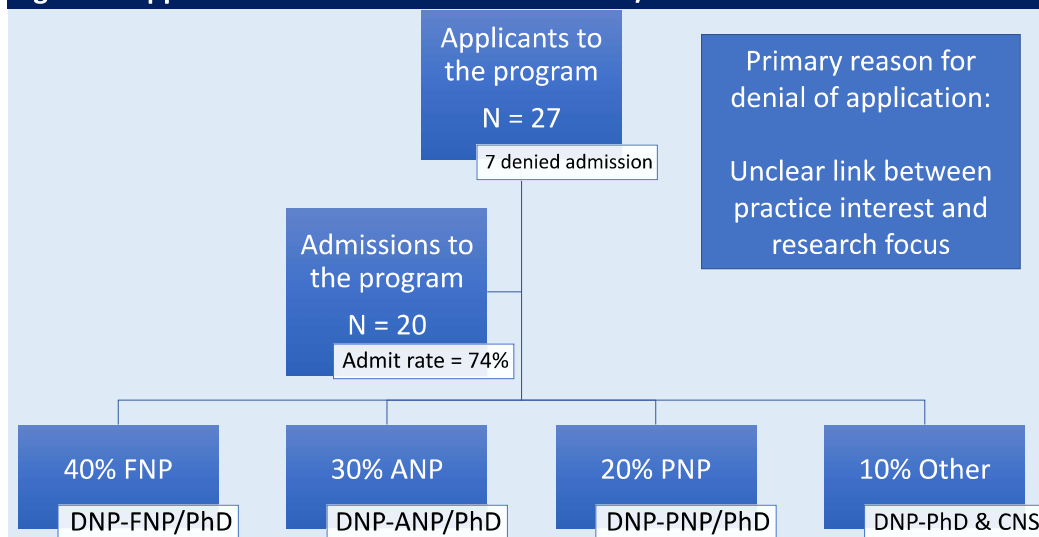 Applicants to
the program
N = 27
7 denied admission
Primary reason for
denial of application:
Unclear link between
practice interest and
research focus
Admissions to
the program
N = 20
Admit rate = 74%
40% FNP
DNP-FNP/PhD
30% ANP
DNP-ANP/PhD
20% PNP
DNP-PNP/PhD
10% Other
DNP-PhD & CNS